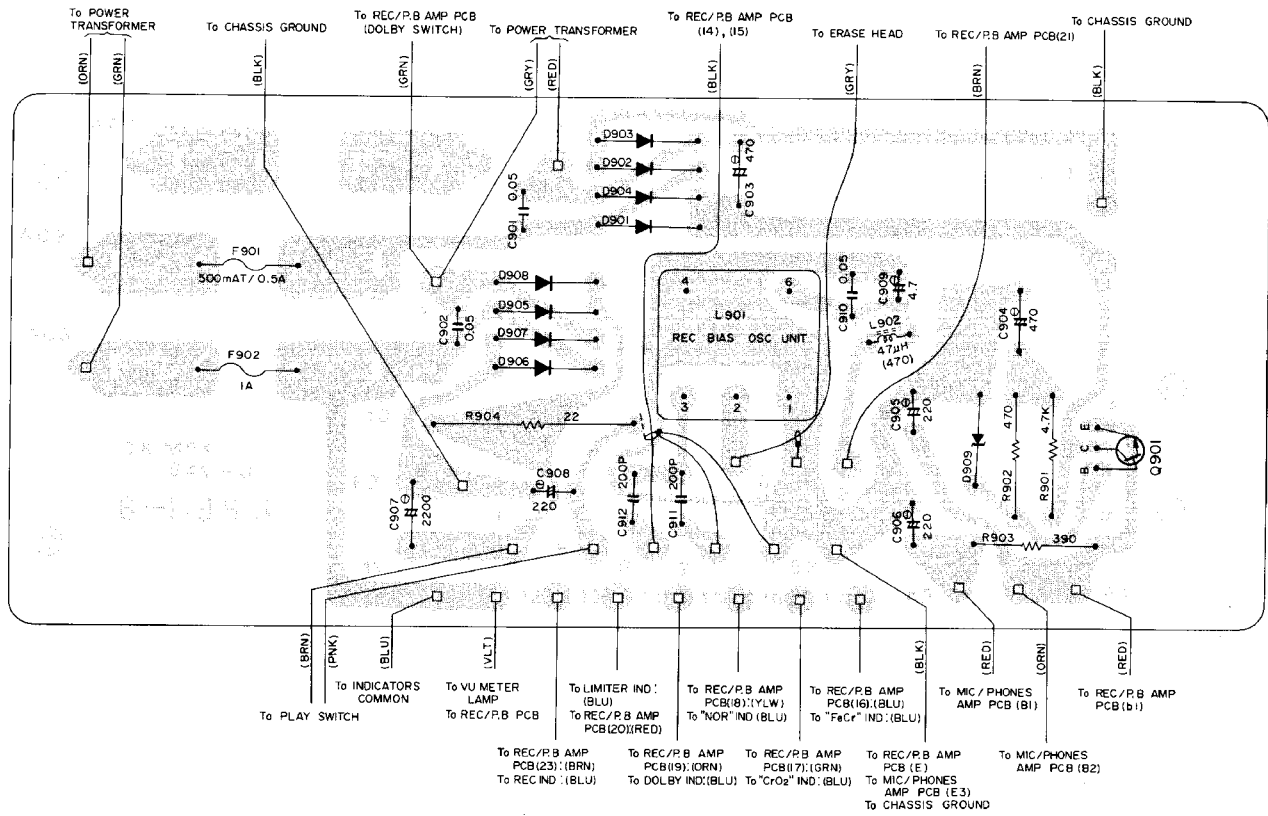 To POWER
TRANSFORMER
To CHASSIS GROUND
To REC/P.B AMP PCB
(DOLBY SWITCH)
To POWER TRANSFORMER
To REC/P.B AMP PCB
(14), (15)
To ERASE HEAD
To REC/P.B AMP PCB(21)
To CHASSIS GROUND
(ORN)
(GRN)
(BLK)
(GRN)
(GRY)
(RED)
(BLK)
(GRY)
(BRN)
(BLK)
D903
D902
D904
D901
C901 0.05
470
C903
F901
500mAT/0.5A
F902
1A
D908
D905
D907
D906
C902
0.05
4
6
L901
REC BIAS OSC UNIT
3
2
1
C910 0.05
C909
4.7
L902
47μH
(470)
C904
470
C905
220
R904 22
C907
2200
C908
220
C912 200P
C911 200P
C906
220
D909
R902 470
R901 4.7K
E
C
B
Q901
R903 390
(BRN)
(PNK)
(BLU)
(VLT)
(BLK)
(RED)
(ORN)
(RED)
To PLAY SWITCH
To INDICATORS
COMMON
To VU METER
LAMP
To REC/P.B PCB
To REC/P.B AMP
PCB(23):(BRN)
To REC IND:(BLU)
To LIMITER IND:
(BLU)
To REC/P.B AMP
PCB(20):(RED)
To REC/P.B AMP
PCB(19):(ORN)
To DOLBY IND:(BLU)
To REC/P.B AMP
PCB(18):(YLW)
To "NOR" IND (BLU)
To REC/P.B AMP
PCB(17):(GRN)
To "CrO2" IND:(BLU)
To REC/P.B AMP
PCB(16):(BLU)
To "FeCr" IND:(BLU)
To REC/P.B AMP
PCB (E)
To MIC/PHONES
AMP PCB (E3)
To CHASSIS GROUND
To MIC/PHONES
AMP PCB (B1)
To MIC/PHONES
AMP PCB (B2)
To REC/P.B AMP
PCB (b1)